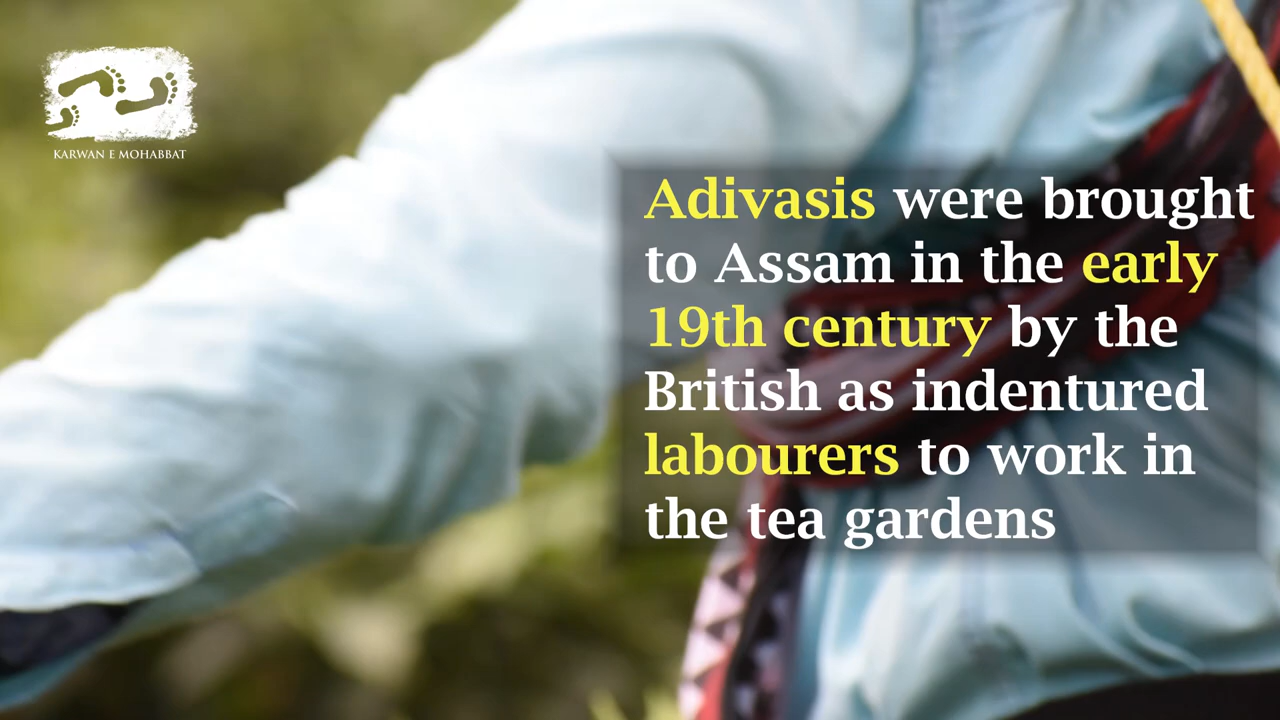 KARWAN E MOHABBAT
Adivasis were brought
to Assam in the early
19th century by the
British as indentured
labourers to work in
the tea gardens